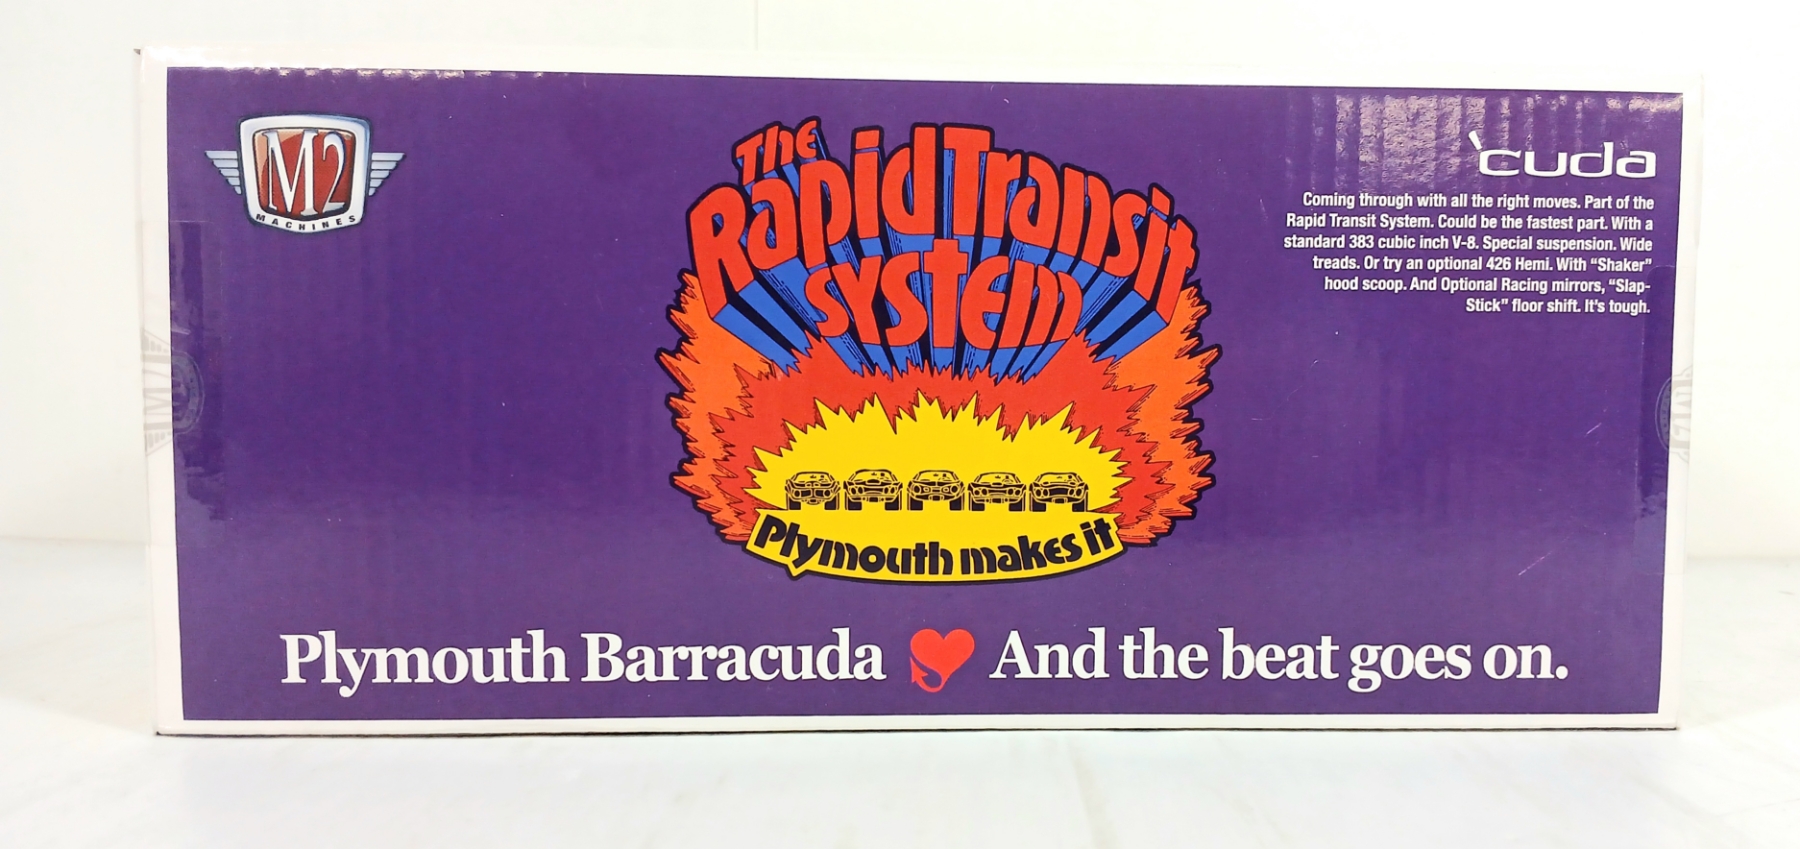 M2
MACHINES
The
Rapid Transit
System
Plymouth makes it
'cuda
Coming through with all the right moves. Part of the
Rapid Transit System. Could be the fastest part. With a
standard 383 cubic inch V-8. Special suspension. Wide
treads. Or try an optional 426 Hemi. With “Shaker”
hood scoop. And Optional Racing mirrors, “Slap-
Stick” floor shift. It's tough.
Plymouth Barracuda And the beat goes on.
M2
M2